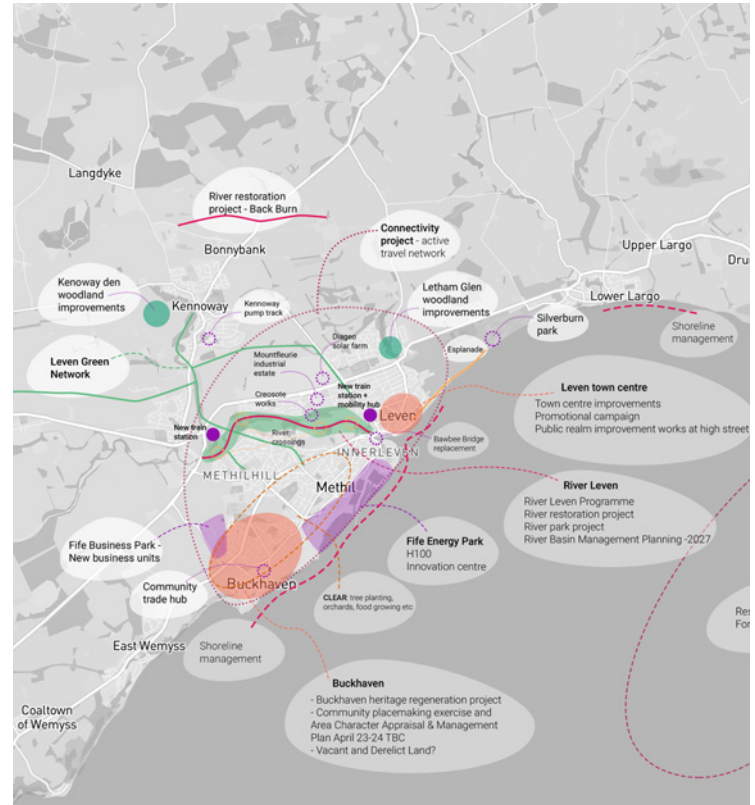 Langdyke
River restoration
project - Back Burn
Bonnybank
Connectivity
project - active
travel network
Upper Largo
Dru
Kenoway den
woodland
improvements
Kennoway
Kennoway
pump track
Letham Glen
woodland
improvements
Lower Largo
Silverburn
park
Shoreline
management
Diageo
solar farm
Mountfleurie
industrial
estate
Esplanade
Leven Green
Network
Creosote
works
New train
station +
mobility hub
Leven
Leven town centre
Town centre improvements
Promotional campaign
Public realm improvement works at high street
New train
station
River
crossings
INNERLEVEN
Bawbee Bridge
replacement
METHILHILL
Methil
River Leven
River Leven Programme
River restoration project
River park project
River Basin Management Planning -2027
Fife Business Park -
New business units
Fife Energy Park
H100
Innovation centre
Community
trade hub
Buckhaven
CLEAR: tree planting,
orchards, food growing etc
Res
For
East Wemyss
Shoreline
management
Coaltown
of Wemyss
Buckhaven
- Buckhaven heritage regeneration project
- Community placemaking exercise and
Area Character Appraisal & Management
Plan April 23-24 TBC
- Vacant and Derelict Land?